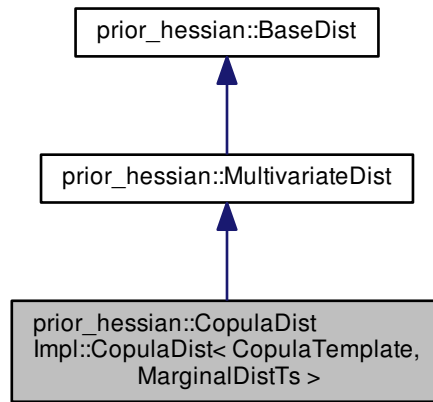 prior_hessian::BaseDist
prior_hessian::MultivariateDist
prior_hessian::CopulaDist
Impl::CopulaDist< CopulaTemplate,
MarginalDistTs >